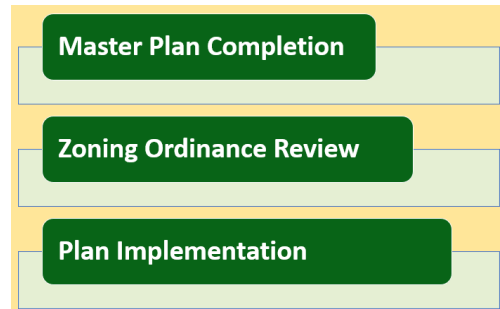 Master Plan Completion
Zoning Ordinance Review
Plan Implementation